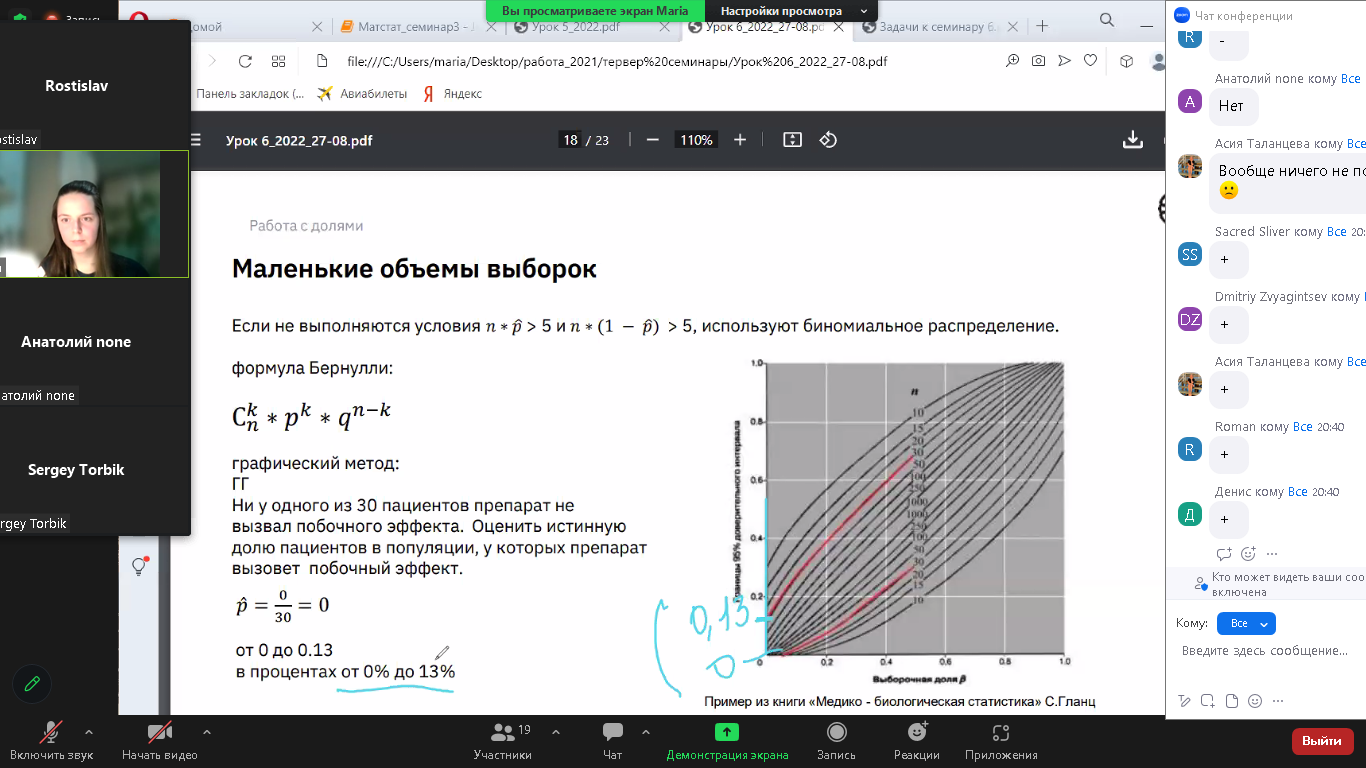 Вы просматриваете экран Maria
Настройки просмотра
Запись
домой
Матстат_семинар3 -
Урок 5_2022.pdf
Урок 6_2022_27-08.pd
Задачи к семинару 6.
file:///C:/Users/maria/Desktop/работа_2021/тервер%20семинары/Урок%206_2022_27-08.pdf
Панель закладок (...
Авиабилеты
Яндекс
Урок 6_2022_27-08.pdf
18 / 23
110%
Rostislav
ostislav
Анатолий none
натолий none
Sergey Torbik
ergey Torbik
Работа с долями
Маленькие объемы выборок
Если не выполняются условия n * p̂ > 5 и n * (1 − p̂) > 5, используют биномиальное распределение.
формула Бернулли:
C_n^k * p^k * q^{n−k}
графический метод:
ГГ
Ни у одного из 30 пациентов препарат не
вызвал побочного эффекта. Оценить истинную
долю пациентов в популяции, у которых препарат
вызовет побочный эффект.
p̂ = 0/30 = 0
от 0 до 0.13
в процентах от 0% до 13%
0,13
0
раницы 95% доверительного интервала
1.0
0.8
0.6
0.4
0.2
0
0.2
0.4
0.6
0.8
1.0
n
10
15
20
30
50
100
250
1000
1000
250
100
50
30
20
15
10
Выборочная доля p̂
Пример из книги «Медико - биологическая статистика» С.Гланц
Чат конференции
R
-
Анатолий none кому Все
А
Нет
Асия Таланцева кому Все
Вообще ничего не по
Sacred Sliver кому Все 20:
SS
+
Dmitriy Zvyagintsev кому
DZ
+
Асия Таланцева кому Все
+
Roman кому Все 20:40
R
+
Денис кому Все 20:40
Д
+
Кто может видеть ваши соо
включена
Кому: Все
Введите здесь сообщение...
Включить звук
Начать видео
Участники
19
Чат
Демонстрация экрана
Запись
Реакции
Приложения
Выйти